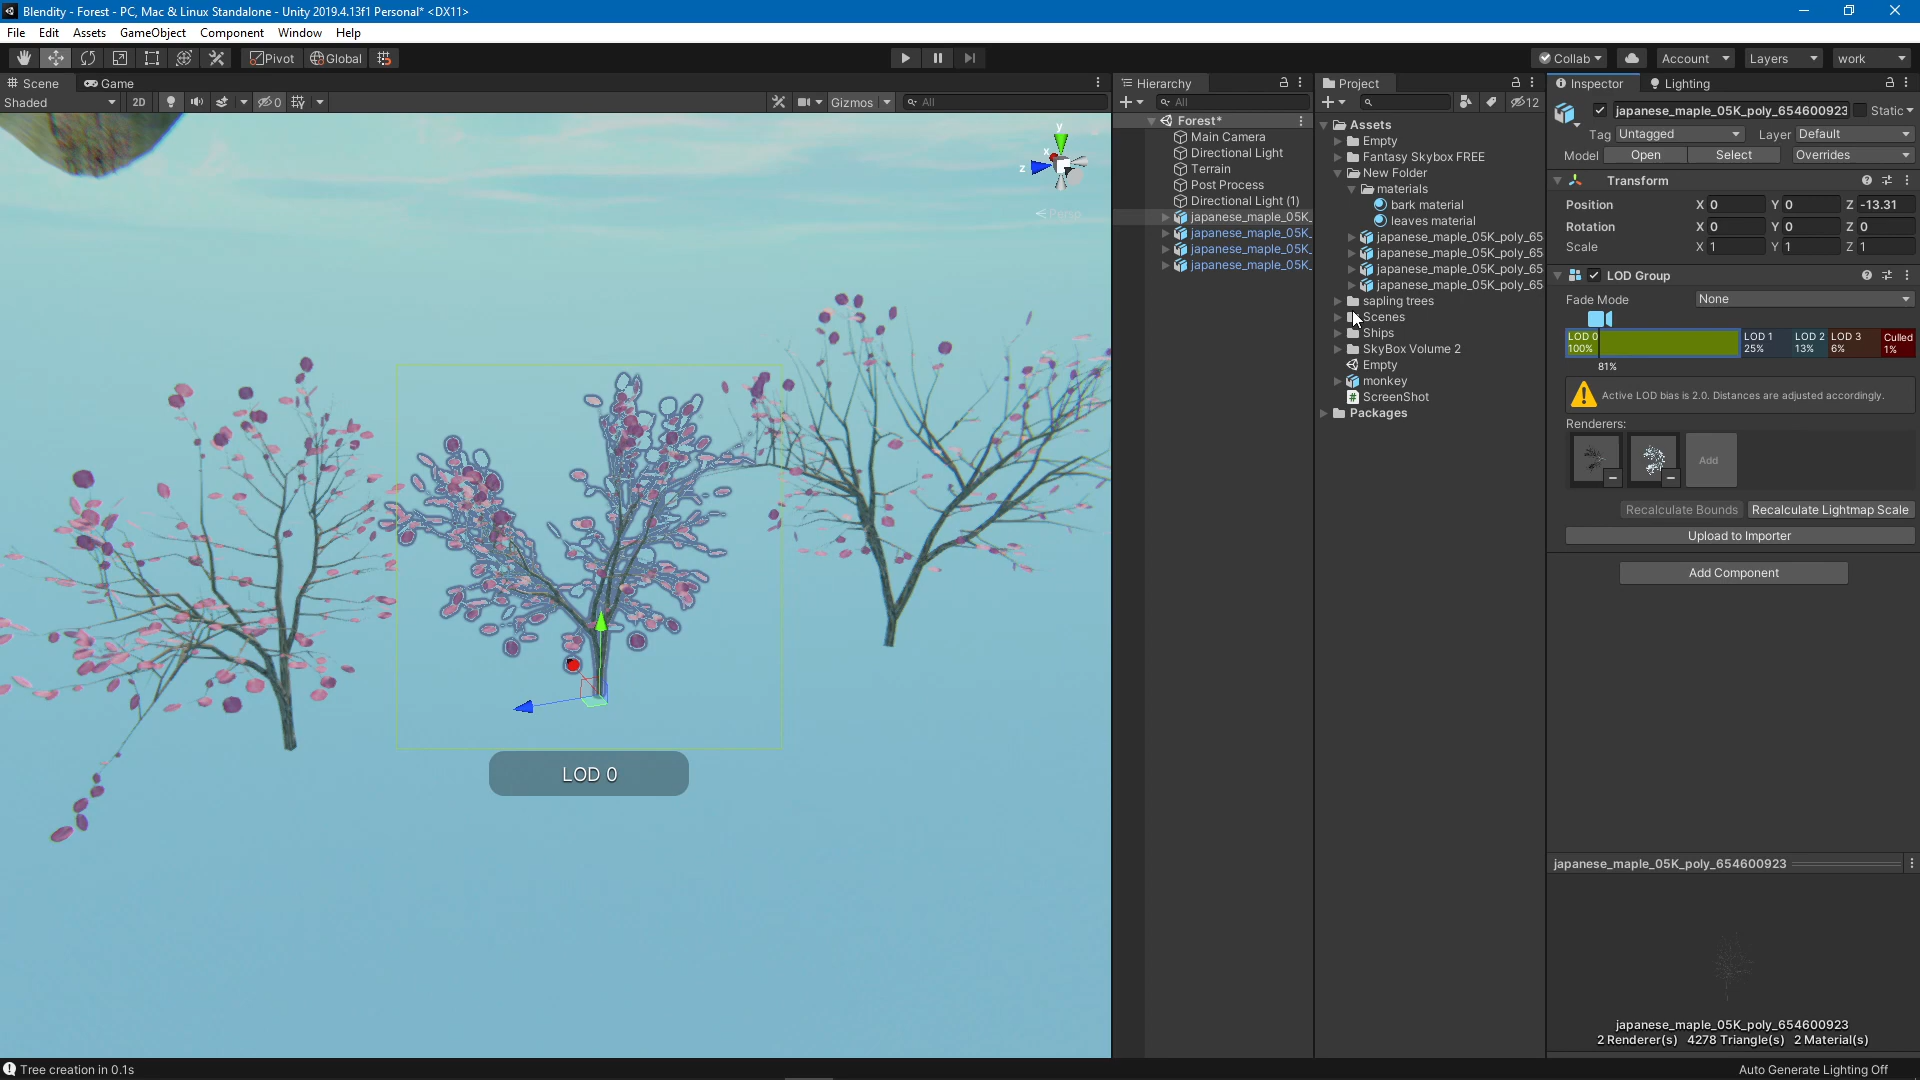 Blendity - Forest - PC, Mac & Linux Standalone - Unity 2019.4.13f1 Personal* <DX11>
File Edit Assets GameObject Component Window Help
Pivot Global
Collab Account Layers work
Scene Game
Shaded 2D 0 Gizmos All
y
x
z
Persp
LOD 0
Hierarchy
All
Forest*
Main Camera
Directional Light
Terrain
Post Process
Directional Light (1)
japanese_maple_05K_
japanese_maple_05K_
japanese_maple_05K_
japanese_maple_05K_
Project
12
Assets
Empty
Fantasy Skybox FREE
New Folder
materials
bark material
leaves material
japanese_maple_05K_poly_65
japanese_maple_05K_poly_65
japanese_maple_05K_poly_65
japanese_maple_05K_poly_65
sapling trees
Scenes
Ships
SkyBox Volume 2
Empty
monkey
ScreenShot
Packages
Inspector Lighting
japanese_maple_05K_poly_654600923 Static
Tag Untagged Layer Default
Model Open Select Overrides
Transform
Position X 0 Y 0 Z -13.31
Rotation X 0 Y 0 Z 0
Scale X 1 Y 1 Z 1
LOD Group
Fade Mode None
LOD 0 LOD 1 LOD 2 LOD 3 Culled
100% 25% 13% 6% 1%
81%
Active LOD bias is 2.0. Distances are adjusted accordingly.
Renderers:
Add
Recalculate Bounds Recalculate Lightmap Scale
Upload to Importer
Add Component
japanese_maple_05K_poly_654600923
japanese_maple_05K_poly_654600923
2 Renderer(s) 4278 Triangle(s) 2 Material(s)
Tree creation in 0.1s
Auto Generate Lighting Off